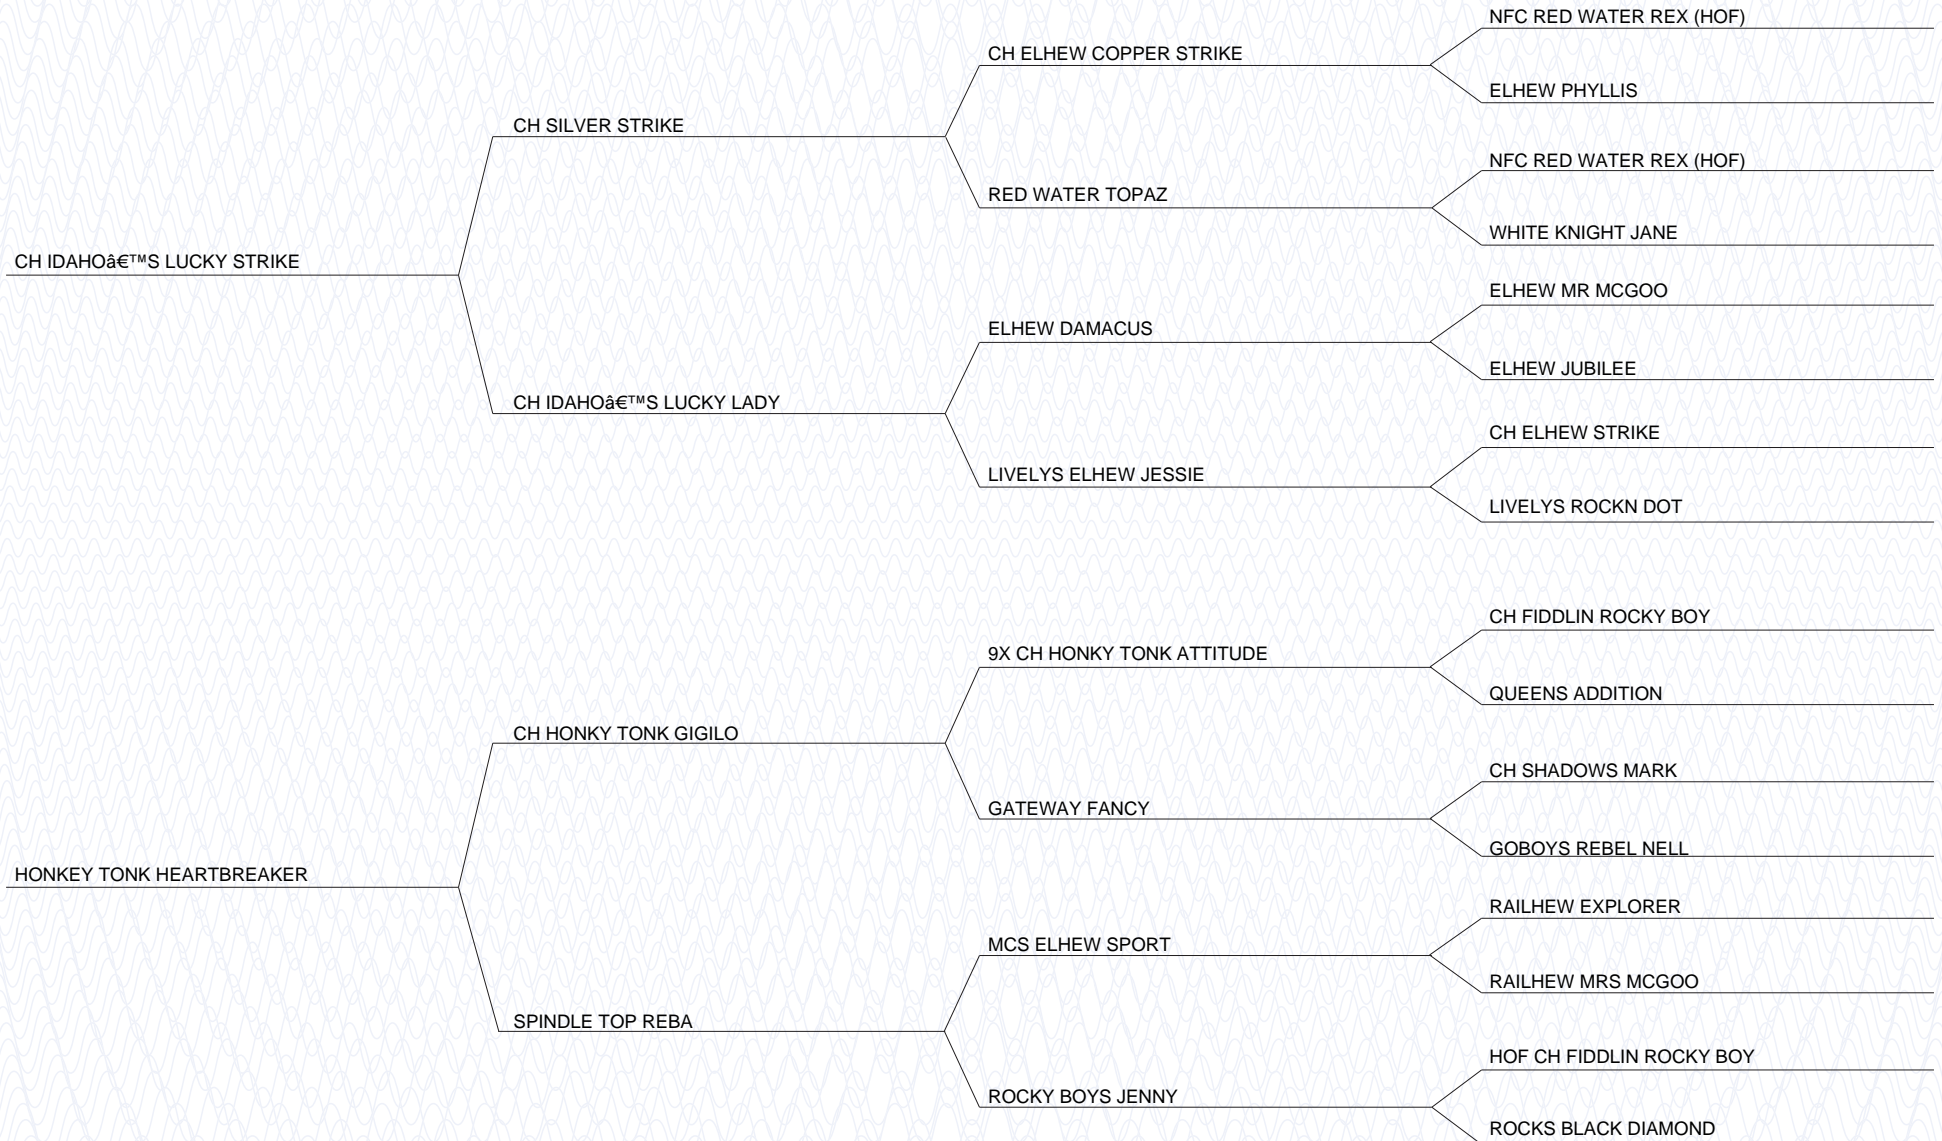 NFC RED WATER REX (HOF)
CH ELHEW COPPER STRIKE
ELHEW PHYLLIS
CH SILVER STRIKE
NFC RED WATER REX (HOF)
RED WATER TOPAZ
WHITE KNIGHT JANE
CH IDAHO’S LUCKY STRIKE
ELHEW MR MCGOO
ELHEW DAMACUS
ELHEW JUBILEE
CH IDAHO’S LUCKY LADY
CH ELHEW STRIKE
LIVELYS ELHEW JESSIE
LIVELYS ROCKN DOT
CH FIDDLIN ROCKY BOY
9X CH HONKY TONK ATTITUDE
QUEENS ADDITION
CH HONKY TONK GIGILO
CH SHADOWS MARK
GATEWAY FANCY
GOBOYS REBEL NELL
HONKEY TONK HEARTBREAKER
RAILHEW EXPLORER
MCS ELHEW SPORT
RAILHEW MRS MCGOO
SPINDLE TOP REBA
HOF CH FIDDLIN ROCKY BOY
ROCKY BOYS JENNY
ROCKS BLACK DIAMOND